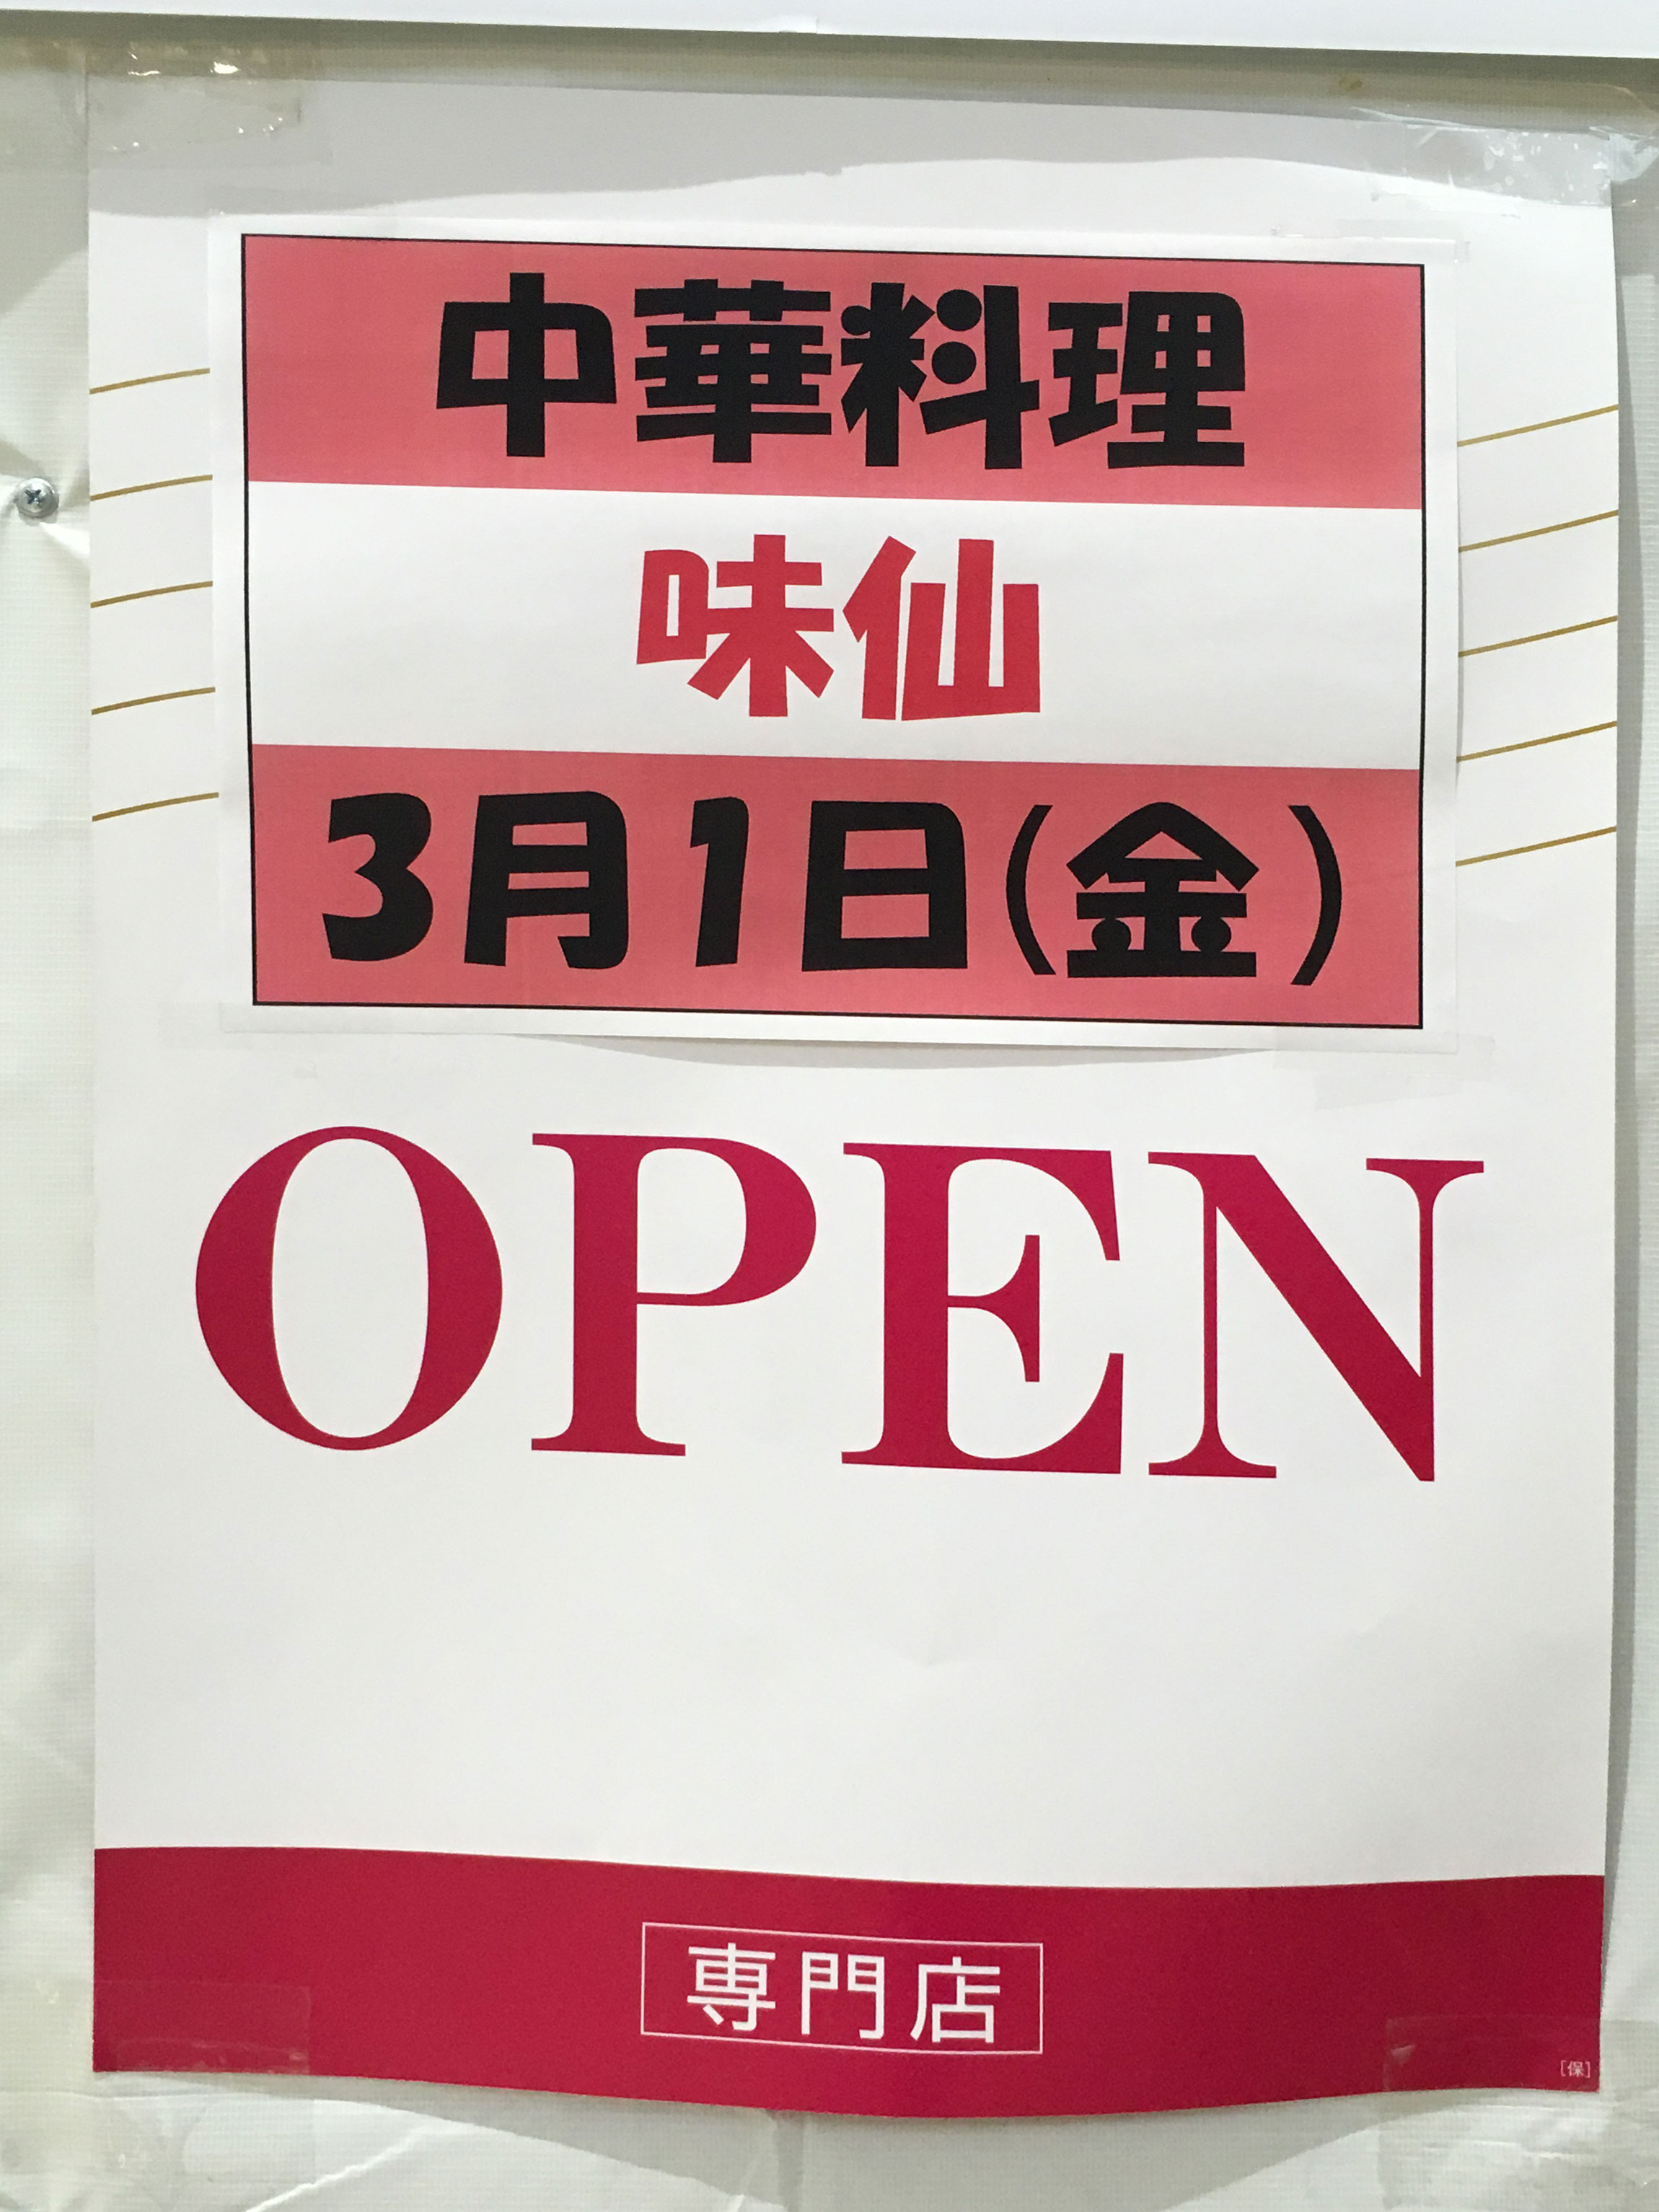 中華料理
味仙
3月1日(金)
OPEN
専門店
[保]